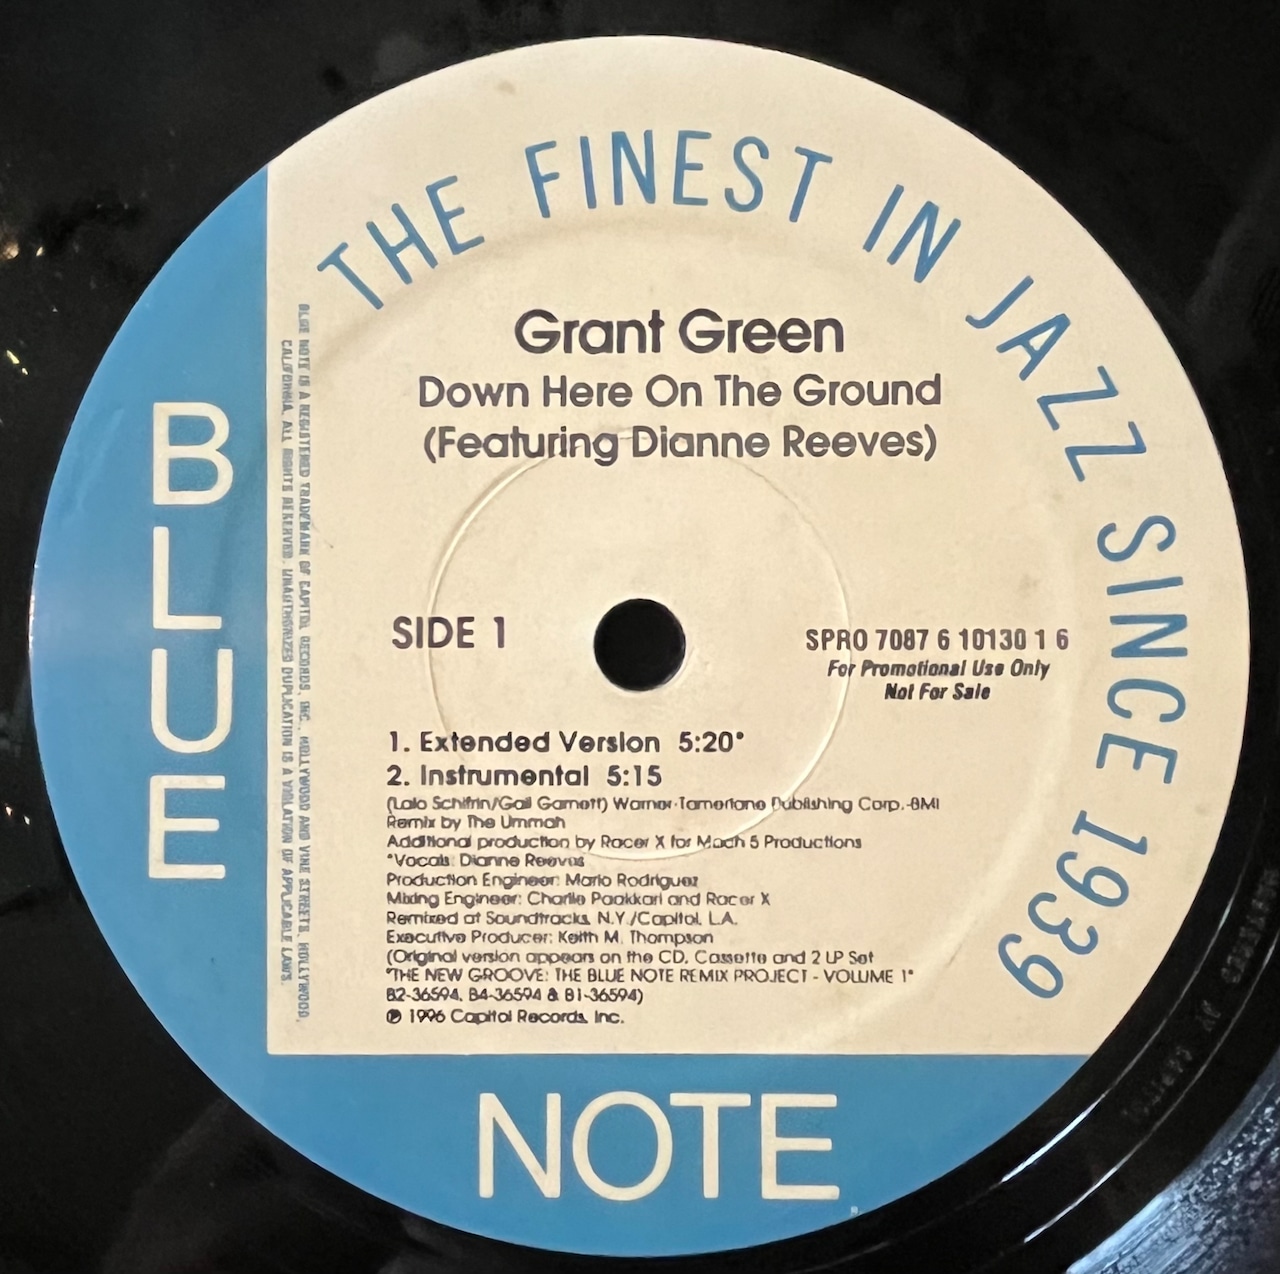 THE FINEST IN JAZZ SINCE 1939
Grant Green
Down Here On The Ground
(Featuring Dianne Reeves)
SIDE 1
SPRO 7087 6 10130 1 6
For Promotional Use Only
Not For Sale
1. Extended Version 5:20*
2. Instrumental 5:15
(Lalo Schifrin/Gail Garnett) Warner-Tamerlane Publishing Corp.-BMI
Remix by The Ummah
Additional production by Racer X for Mach 5 Productions
*Vocals: Dianne Reeves
Production Engineer: Mario Rodriguez
Mixing Engineer: Charlie Paakkari and Racer X
Remixed at Soundtracks, N.Y./Capitol, L.A.
Executive Producer: Keith M. Thompson
(Original version appears on the CD, Cassette and 2 LP Set
"THE NEW GROOVE: THE BLUE NOTE REMIX PROJECT - VOLUME 1"
B2-36594, B4-36594 & B1-36594)
℗ 1996 Capitol Records, Inc.
BLUE NOTE IS A REGISTERED TRADEMARK OF CAPITOL RECORDS, INC., HOLLYWOOD AND VINE STREETS, HOLLYWOOD,
CALIFORNIA. ALL RIGHTS RESERVED. UNAUTHORIZED DUPLICATION IS A VIOLATION OF APPLICABLE LAWS.
BLUE
NOTE